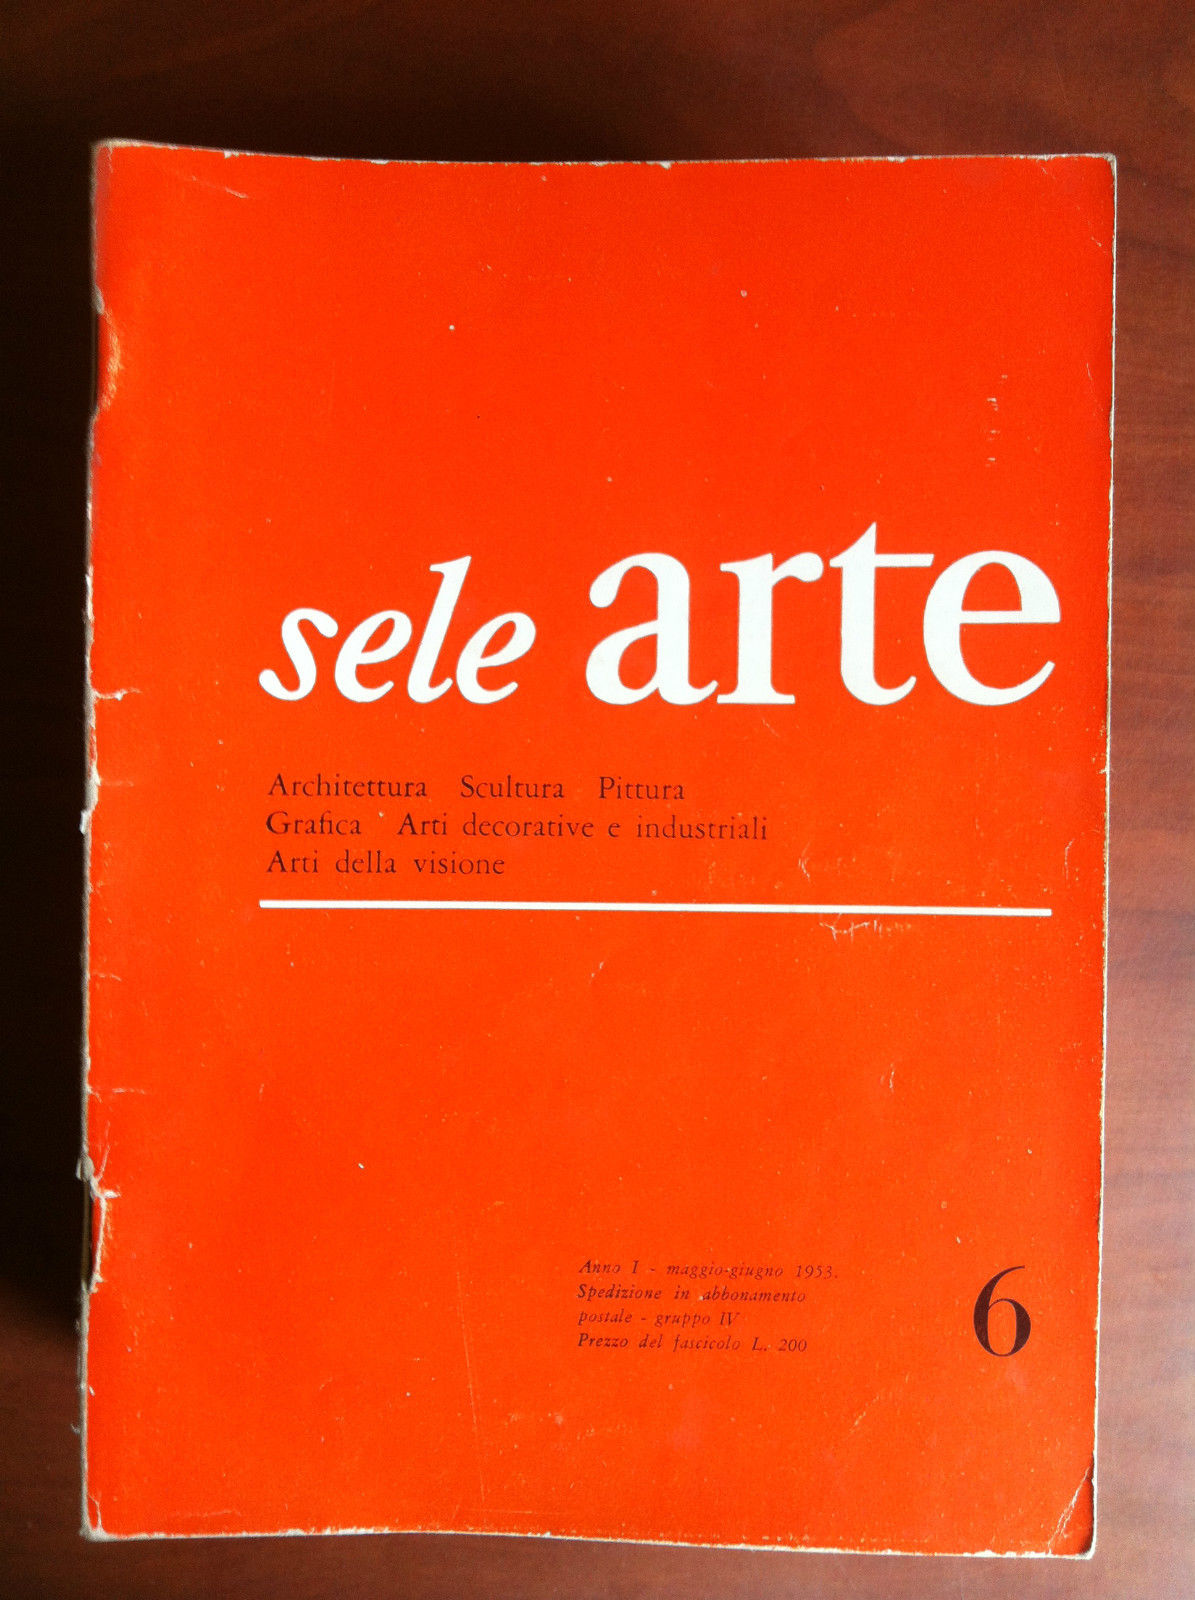 sele arte
Architettura Scultura Pittura
Grafica Arti decorative e industriali
Arti della visione
Anno I - maggio-giugno 1953.
Spedizione in abbonamento
postale - gruppo IV
Prezzo del fascicolo L. 200
6